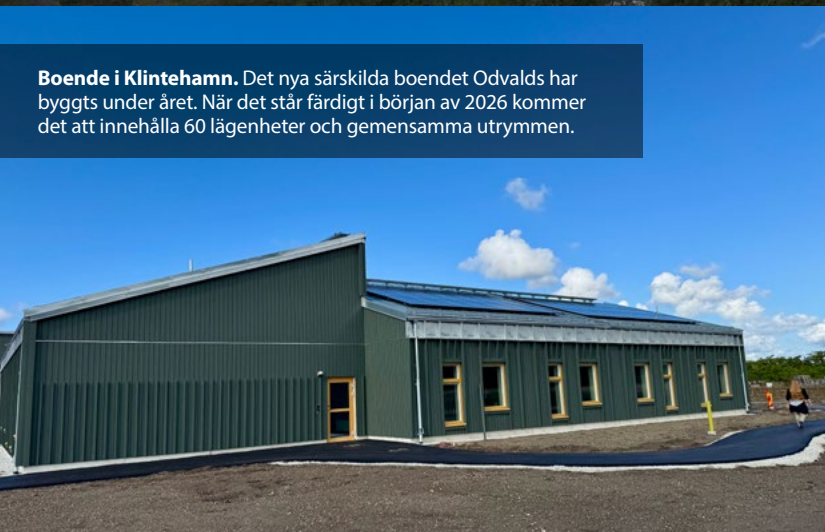 Boende i Klintehamn. Det nya särskilda boendet Odvalds har
byggts under året. När det står färdigt i början av 2026 kommer
det att innehålla 60 lägenheter och gemensamma utrymmen.